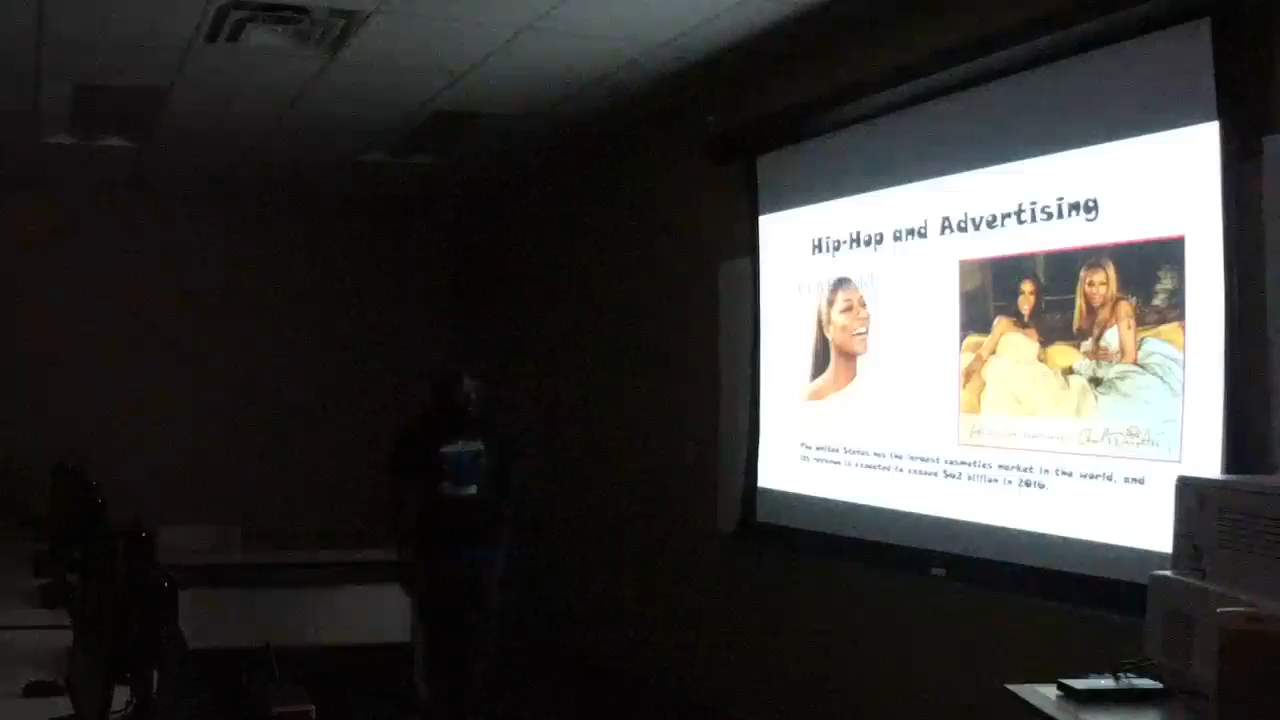 Hip-Hop and Advertising
COVERGIRL
The United States has the largest cosmetics market in the world, and
its revenue is expected to exceed $62 billion in 2016.